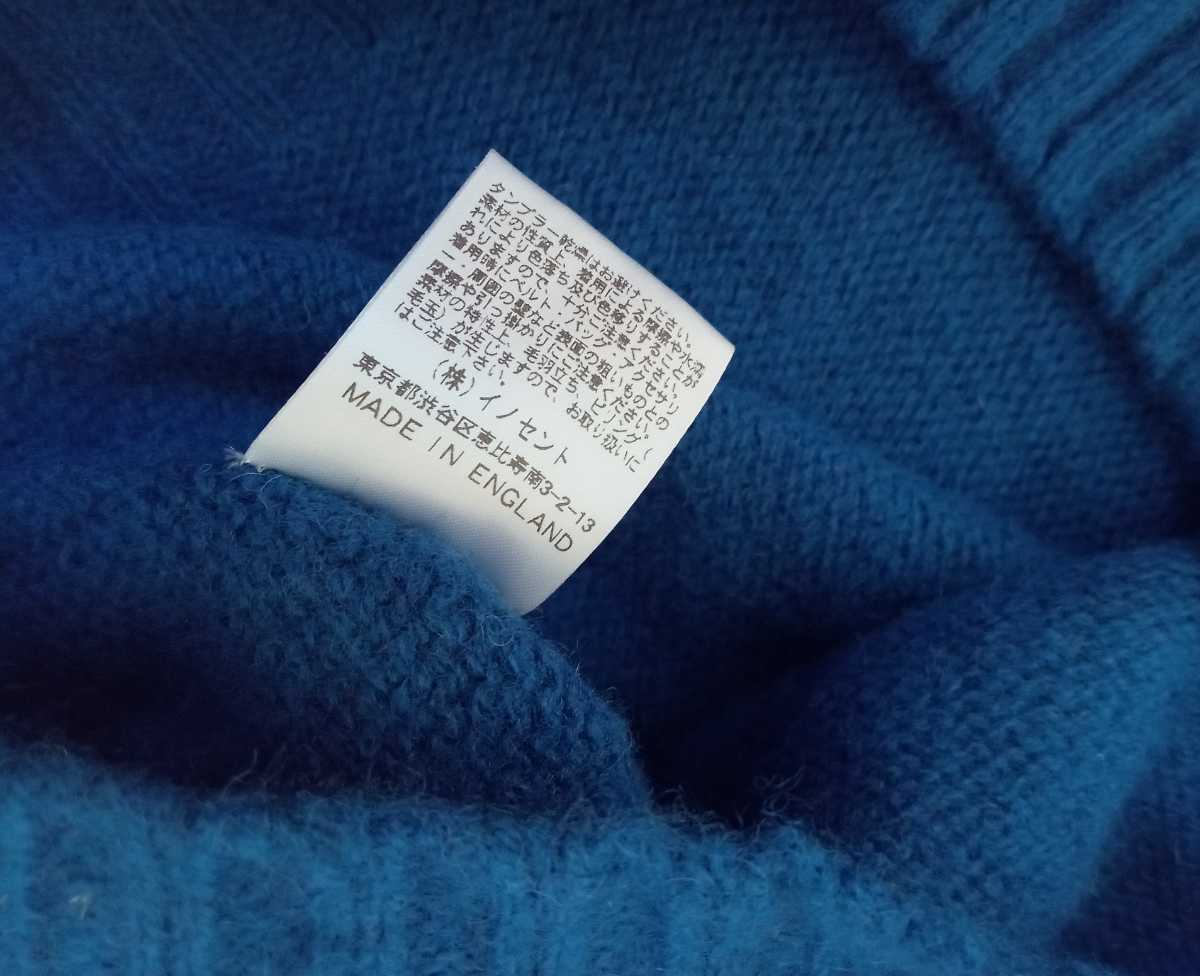 タンブラー乾燥はお避けください。
素材の性質上、着用による摩擦や水濡
れにより色落ち及び色移りすることが
ありますので、十分ご注意ください。
着用時にベルト・バッグ・アクセサリ
ー・周囲の壁など表面の粗いものとの
摩擦や引っ掛かりにご注意ください。
素材の特性上、毛羽立ち、ピリング（
毛玉）が生じますので、お取り扱いに
はご注意下さい。
（株）イノセント
東京都渋谷区恵比寿南3-2-13
MADE IN ENGLAND